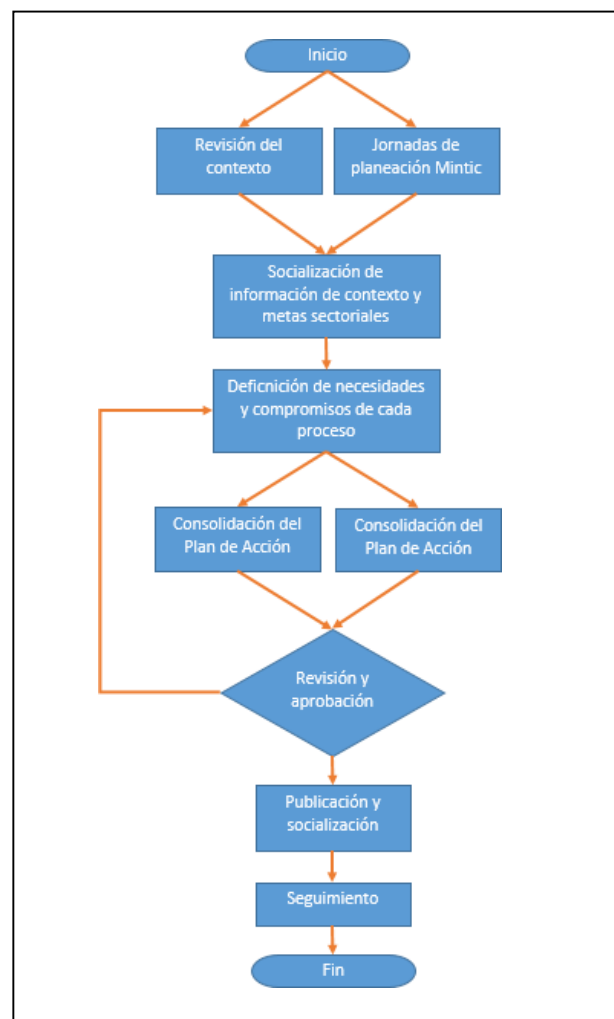 Inicio
Revisión del
contexto
Jornadas de
planeación Mintic
Socialización de
información de contexto y
metas sectoriales
Deficnición de necesidades
y compromisos de cada
proceso
Consolidación del
Plan de Acción
Consolidación del
Plan de Acción
Revisión y
aprobación
Publicación y
socialización
Seguimiento
Fin